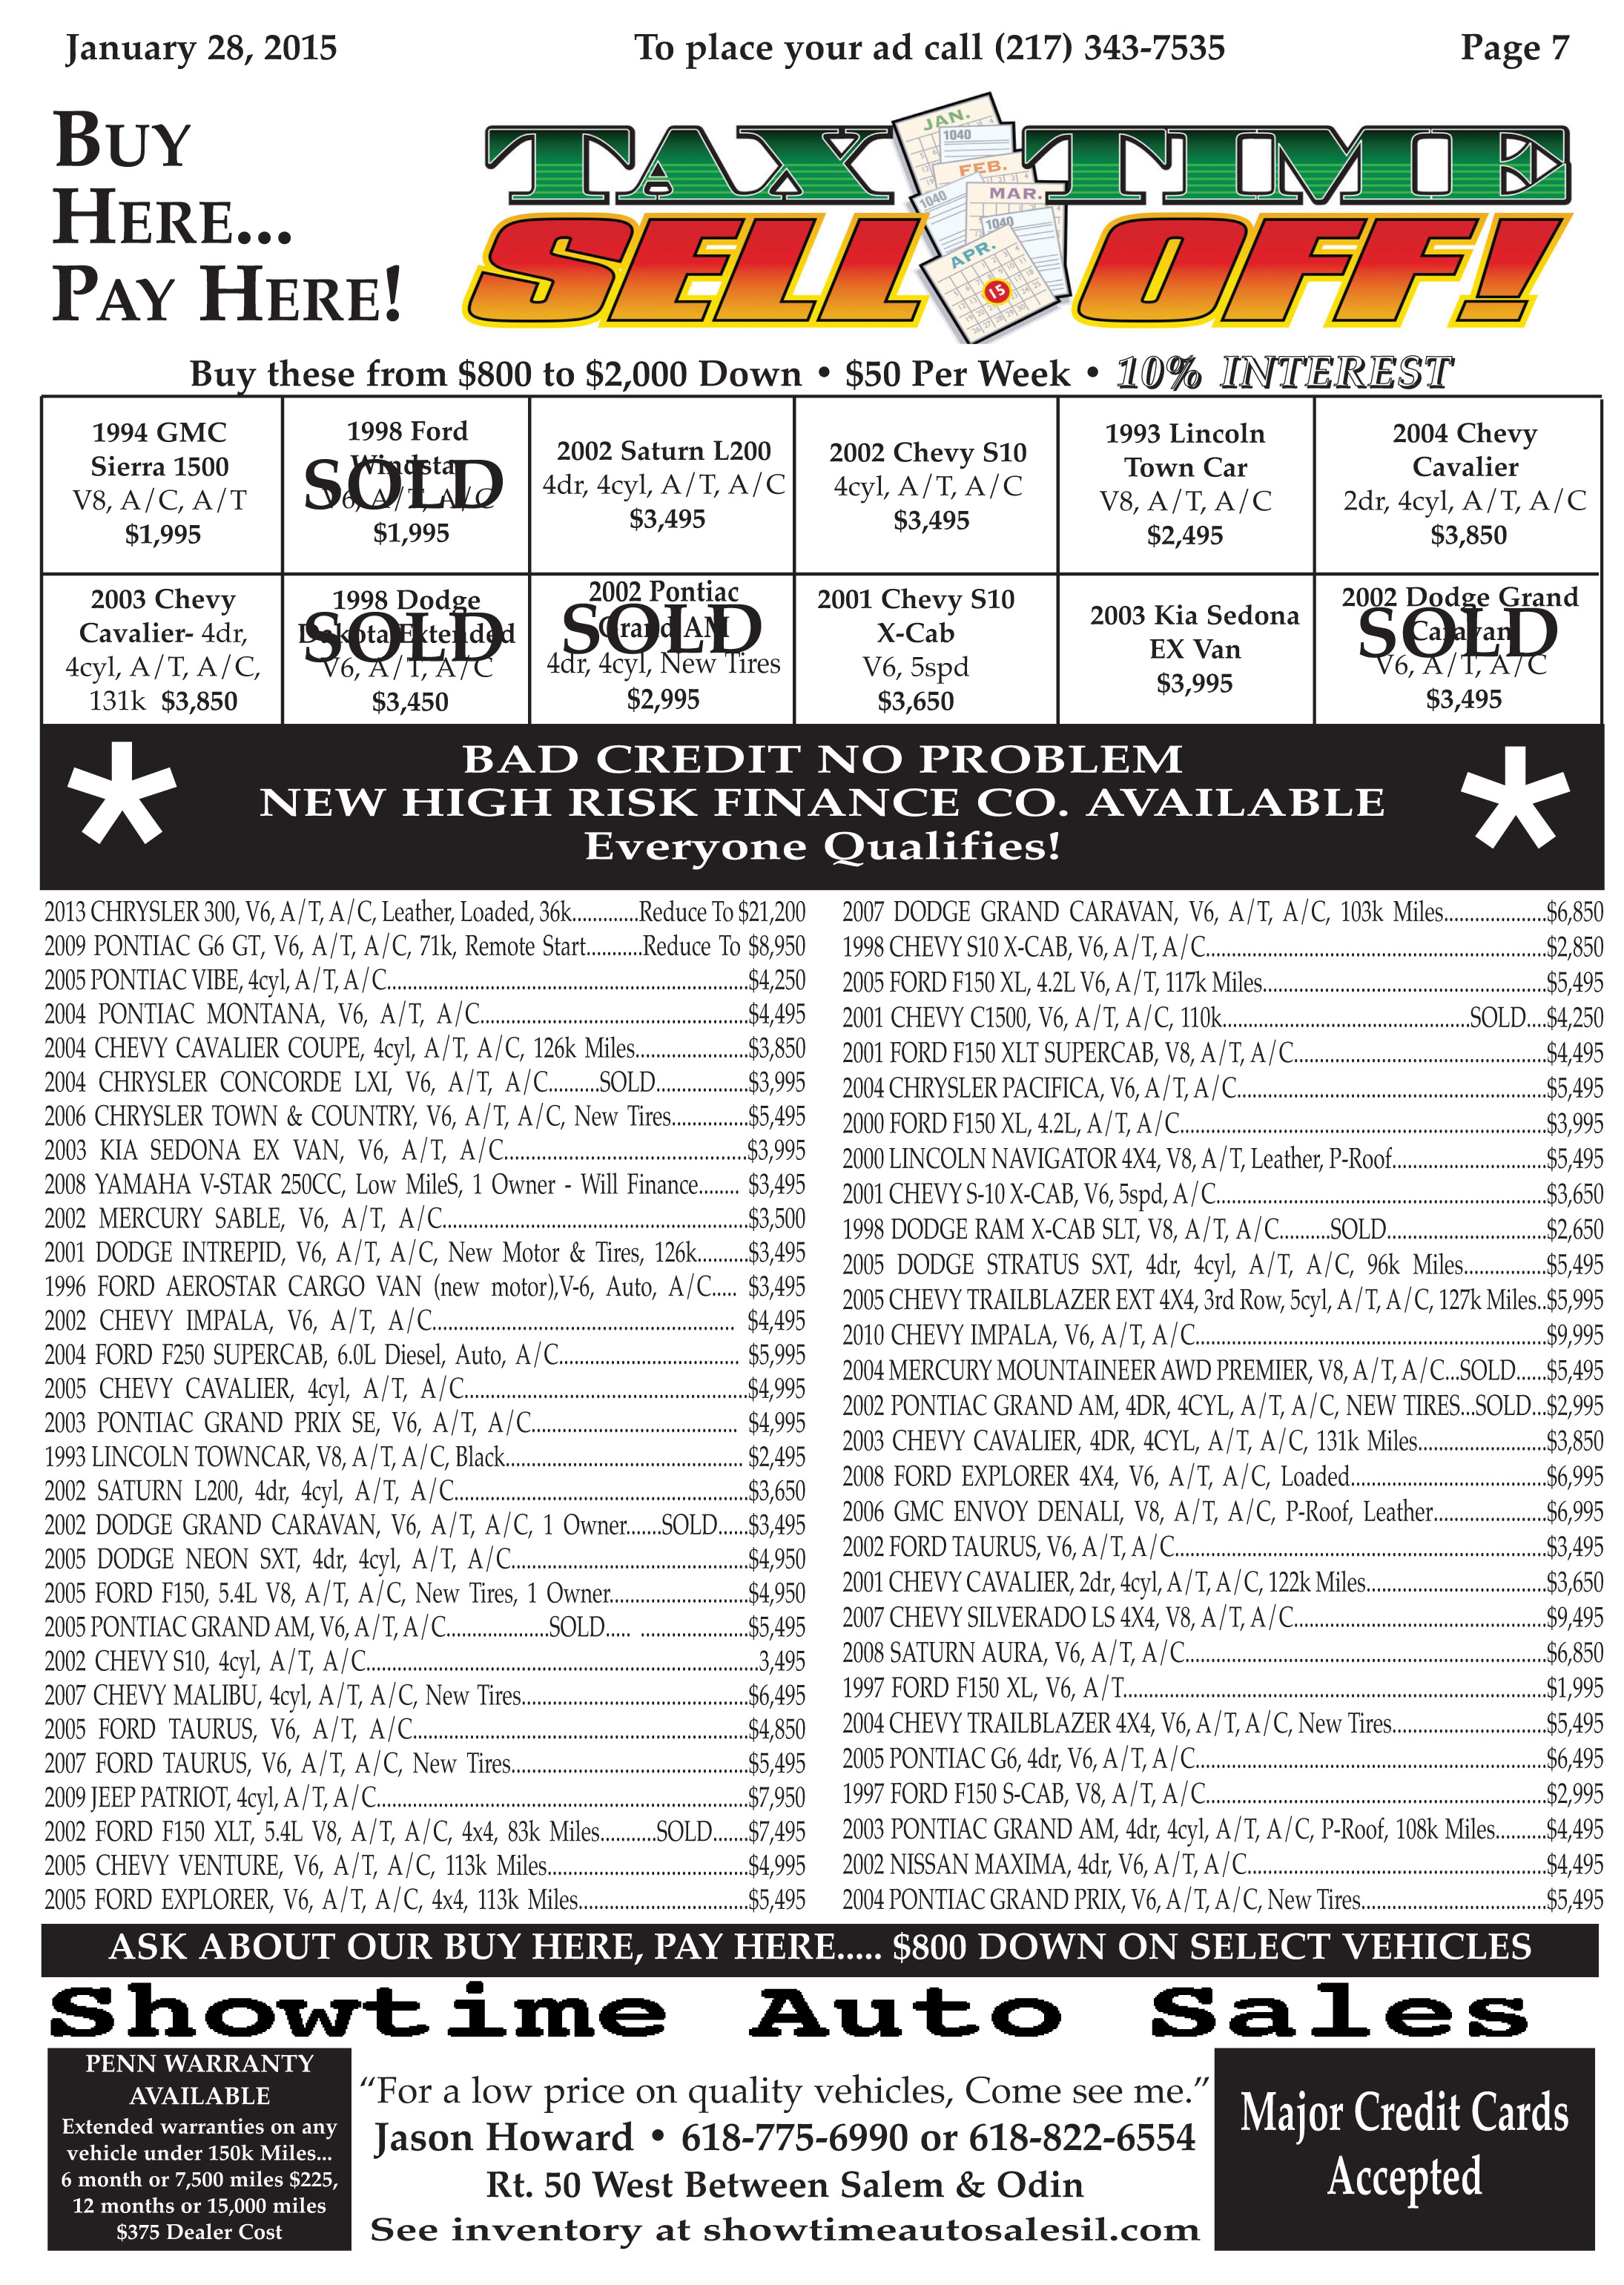 January 28, 2015
To place your ad call (217) 343-7535
Page 7
Buy
Here...
Pay Here!
TAX TIME
SELL OFF!
JAN.
1040
FEB.
1040
MAR.
1040
APR.
15
Buy these from $800 to $2,000 Down • $50 Per Week • 10% INTEREST
1994 GMC
Sierra 1500
V8, A/C, A/T
$1,995
1998 Ford
Windstar
SOLD
V6, A/T, A/C
$1,995
2002 Saturn L200
4dr, 4cyl, A/T, A/C
$3,495
2002 Chevy S10
4cyl, A/T, A/C
$3,495
1993 Lincoln
Town Car
V8, A/T, A/C
$2,495
2004 Chevy
Cavalier
2dr, 4cyl, A/T, A/C
$3,850
2003 Chevy
Cavalier- 4dr,
4cyl, A/T, A/C,
131k $3,850
1998 Dodge
Dakota Extended
SOLD
V6, A/T, A/C
$3,450
2002 Pontiac
Grand AM
SOLD
4dr, 4cyl, New Tires
$2,995
2001 Chevy S10
X-Cab
V6, 5spd
$3,650
2003 Kia Sedona
EX Van
$3,995
2002 Dodge Grand
Caravan
SOLD
V6, A/T, A/C
$3,495
* BAD CREDIT NO PROBLEM *
NEW HIGH RISK FINANCE CO. AVAILABLE
Everyone Qualifies!
2013 CHRYSLER 300, V6, A/T, A/C, Leather, Loaded, 36k.............Reduce To $21,200
2009 PONTIAC G6 GT, V6, A/T, A/C, 71k, Remote Start...........Reduce To $8,950
2005 PONTIAC VIBE, 4cyl, A/T, A/C......................................................................$4,250
2004 PONTIAC MONTANA, V6, A/T, A/C....................................................$4,495
2004 CHEVY CAVALIER COUPE, 4cyl, A/T, A/C, 126k Miles......................$3,850
2004 CHRYSLER CONCORDE LXI, V6, A/T, A/C..........SOLD..................$3,995
2006 CHRYSLER TOWN & COUNTRY, V6, A/T, A/C, New Tires...............$5,495
2003 KIA SEDONA EX VAN, V6, A/T, A/C...............................................$3,995
2008 YAMAHA V-STAR 250CC, Low MileS, 1 Owner - Will Finance........ $3,495
2002 MERCURY SABLE, V6, A/T, A/C...........................................................$3,500
2001 DODGE INTREPID, V6, A/T, A/C, New Motor & Tires, 126k..........$3,495
1996 FORD AEROSTAR CARGO VAN (new motor),V-6, Auto, A/C..... $3,495
2002 CHEVY IMPALA, V6, A/T, A/C........................................................... $4,495
2004 FORD F250 SUPERCAB, 6.0L Diesel, Auto, A/C................................... $5,995
2005 CHEVY CAVALIER, 4cyl, A/T, A/C.......................................................$4,995
2003 PONTIAC GRAND PRIX SE, V6, A/T, A/C........................................ $4,995
1993 LINCOLN TOWNCAR, V8, A/T, A/C, Black.............................................. $2,495
2002 SATURN L200, 4dr, 4cyl, A/T, A/C.........................................................$3,650
2002 DODGE GRAND CARAVAN, V6, A/T, A/C, 1 Owner.......SOLD......$3,495
2005 DODGE NEON SXT, 4dr, 4cyl, A/T, A/C..............................................$4,950
2005 FORD F150, 5.4L V8, A/T, A/C, New Tires, 1 Owner...........................$4,950
2005 PONTIAC GRAND AM, V6, A/T, A/C....................SOLD..... .....................$5,495
2002 CHEVY S10, 4cyl, A/T, A/C............................................................................3,495
2007 CHEVY MALIBU, 4cyl, A/T, A/C, New Tires............................................$6,495
2005 FORD TAURUS, V6, A/T, A/C.................................................................$4,850
2007 FORD TAURUS, V6, A/T, A/C, New Tires..............................................$5,495
2009 JEEP PATRIOT, 4cyl, A/T, A/C........................................................................$7,950
2002 FORD F150 XLT, 5.4L V8, A/T, A/C, 4x4, 83k Miles...........SOLD.......$7,495
2005 CHEVY VENTURE, V6, A/T, A/C, 113k Miles.......................................$4,995
2005 FORD EXPLORER, V6, A/T, A/C, 4x4, 113k Miles.................................$5,495
2007 DODGE GRAND CARAVAN, V6, A/T, A/C, 103k Miles....................$6,850
1998 CHEVY S10 X-CAB, V6, A/T, A/C..................................................................$2,850
2005 FORD F150 XL, 4.2L V6, A/T, 117k Miles.......................................................$5,495
2001 CHEVY C1500, V6, A/T, A/C, 110k................................................SOLD....$4,250
2001 FORD F150 XLT SUPERCAB, V8, A/T, A/C.................................................$4,495
2004 CHRYSLER PACIFICA, V6, A/T, A/C............................................................$5,495
2000 FORD F150 XL, 4.2L, A/T, A/C.......................................................................$3,995
2000 LINCOLN NAVIGATOR 4X4, V8, A/T, Leather, P-Roof..............................$5,495
2001 CHEVY S-10 X-CAB, V6, 5spd, A/C................................................................$3,650
1998 DODGE RAM X-CAB SLT, V8, A/T, A/C..........SOLD...............................$2,650
2005 DODGE STRATUS SXT, 4dr, 4cyl, A/T, A/C, 96k Miles................$5,495
2005 CHEVY TRAILBLAZER EXT 4X4, 3rd Row, 5cyl, A/T, A/C, 127k Miles..$5,995
2010 CHEVY IMPALA, V6, A/T, A/C....................................................................$9,995
2004 MERCURY MOUNTAINEER AWD PREMIER, V8, A/T, A/C...SOLD......$5,495
2002 PONTIAC GRAND AM, 4DR, 4CYL, A/T, A/C, NEW TIRES...SOLD...$2,995
2003 CHEVY CAVALIER, 4DR, 4CYL, A/T, A/C, 131k Miles.........................$3,850
2008 FORD EXPLORER 4X4, V6, A/T, A/C, Loaded......................................$6,995
2006 GMC ENVOY DENALI, V8, A/T, A/C, P-Roof, Leather......................$6,995
2002 FORD TAURUS, V6, A/T, A/C........................................................................$3,495
2001 CHEVY CAVALIER, 2dr, 4cyl, A/T, A/C, 122k Miles...................................$3,650
2007 CHEVY SILVERADO LS 4X4, V8, A/T, A/C.................................................$9,495
2008 SATURN AURA, V6, A/T, A/C......................................................................$6,850
1997 FORD F150 XL, V6, A/T..................................................................................$1,995
2004 CHEVY TRAILBLAZER 4X4, V6, A/T, A/C, New Tires..............................$5,495
2005 PONTIAC G6, 4dr, V6, A/T, A/C....................................................................$6,495
1997 FORD F150 S-CAB, V8, A/T, A/C..................................................................$2,995
2003 PONTIAC GRAND AM, 4dr, 4cyl, A/T, A/C, P-Roof, 108k Miles..........$4,495
2002 NISSAN MAXIMA, 4dr, V6, A/T, A/C..........................................................$4,495
2004 PONTIAC GRAND PRIX, V6, A/T, A/C, New Tires....................................$5,495
ASK ABOUT OUR BUY HERE, PAY HERE..... $800 DOWN ON SELECT VEHICLES
Showtime Auto Sales
PENN WARRANTY
AVAILABLE
Extended warranties on any
vehicle under 150k Miles...
6 month or 7,500 miles $225,
12 months or 15,000 miles
$375 Dealer Cost
“For a low price on quality vehicles, Come see me.”
Jason Howard • 618-775-6990 or 618-822-6554
Rt. 50 West Between Salem & Odin
See inventory at showtimeautosalesil.com
Major Credit Cards
Accepted